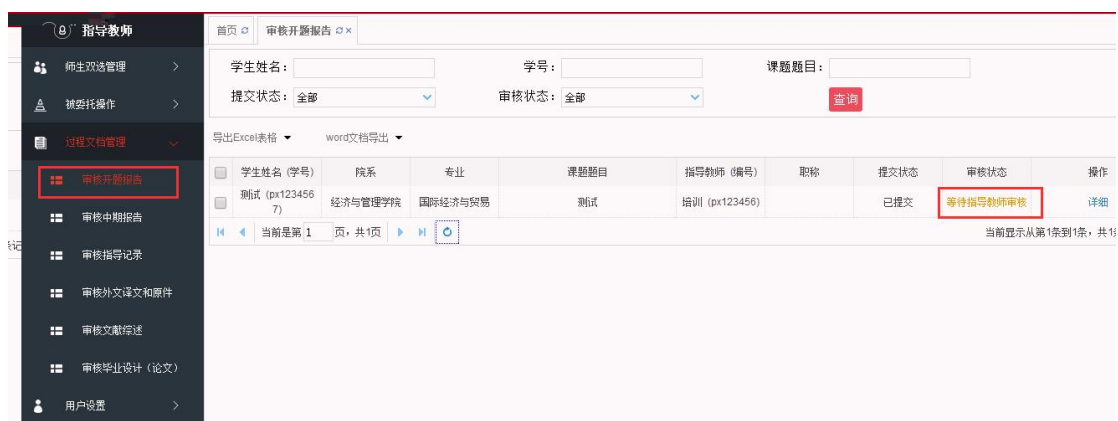 指导教师
师生双选管理
被委托操作
过程文档管理
审核开题报告
审核中期报告
审核指导记录
审核外文译文和原件
审核文献综述
审核毕业设计（论文）
用户设置
首页 审核开题报告
学生姓名： 学号： 课题题目：
提交状态： 全部 审核状态： 全部 查询
导出Excel表格 word文档导出
学生姓名（学号） 院系 专业 课题题目 指导教师（编号） 职称 提交状态 审核状态 操作
测试（px123456
7） 经济与管理学院 国际经济与贸易 测试 培训（px123456） 已提交 等待指导教师审核 详细
当前是第 1 页，共1页 当前显示从第1条到1条，共1